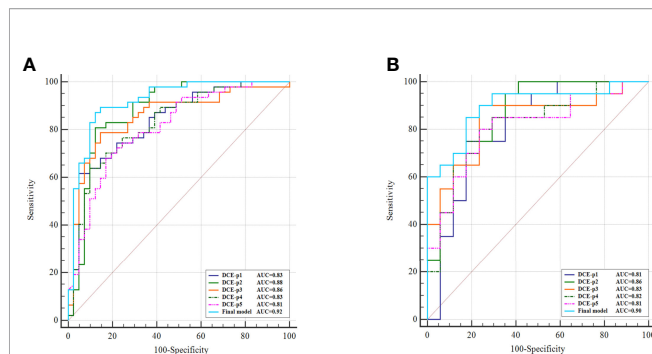 A
B
100
80
60
40
20
0
Sensitivity
0 20 40 60 80 100
100-Specificity
DCE-p1 AUC=0.83
DCE-p2 AUC=0.88
DCE-p3 AUC=0.86
DCE-p4 AUC=0.83
DCE-p5 AUC=0.81
Final model AUC=0.92
100
80
60
40
20
0
Sensitivity
0 20 40 60 80 100
100-Specificity
DCE-p1 AUC=0.81
DCE-p2 AUC=0.86
DCE-p3 AUC=0.83
DCE-p4 AUC=0.82
DCE-p5 AUC=0.81
Final model AUC=0.90